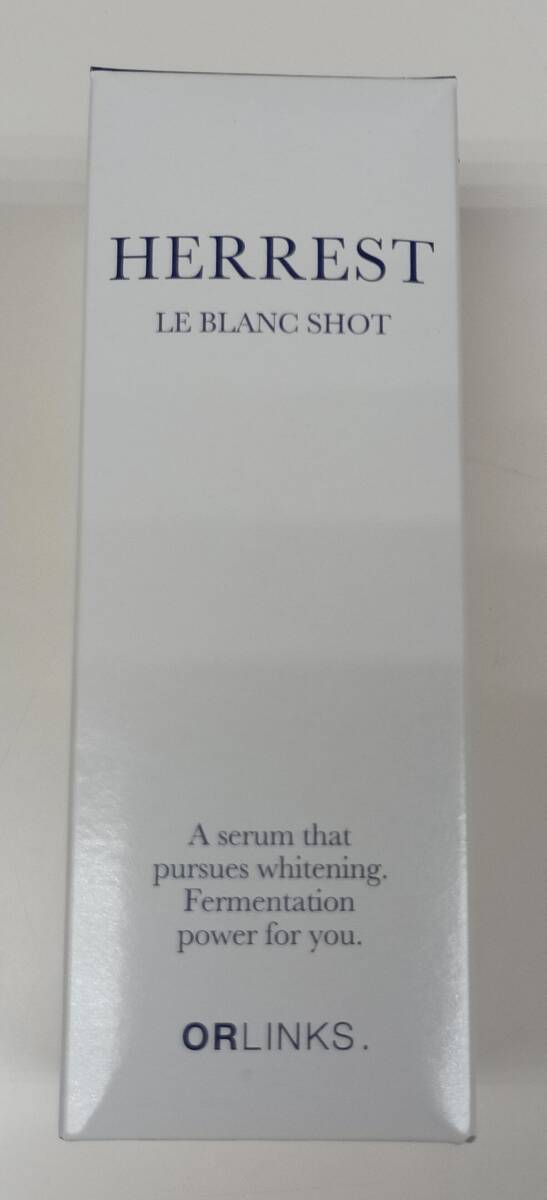 HERREST
LE BLANC SHOT
A serum that
pursues whitening.
Fermentation
power for you.
ORLINKS.